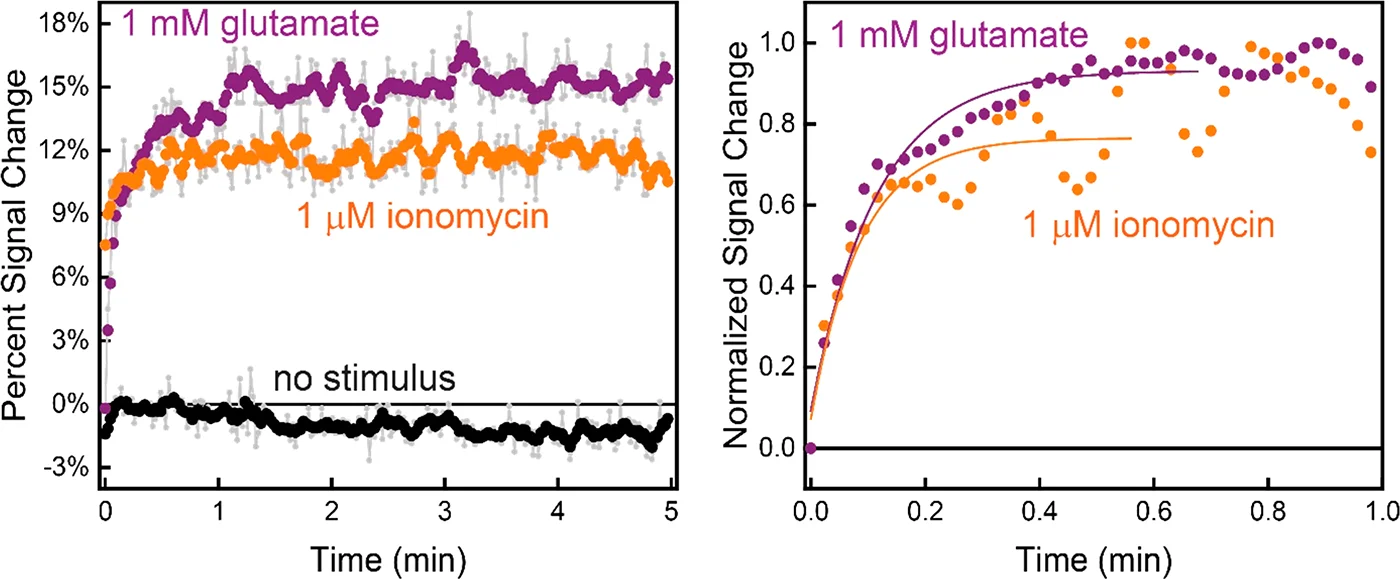 Percent Signal Change
18%
15%
12%
9%
6%
3%
0%
-3%
1 mM glutamate
1 μM ionomycin
no stimulus
0 1 2 3 4 5
Time (min)
Normalized Signal Change
1.0
0.8
0.6
0.4
0.2
0.0
1 mM glutamate
1 μM ionomycin
0.0 0.2 0.4 0.6 0.8 1.0
Time (min)